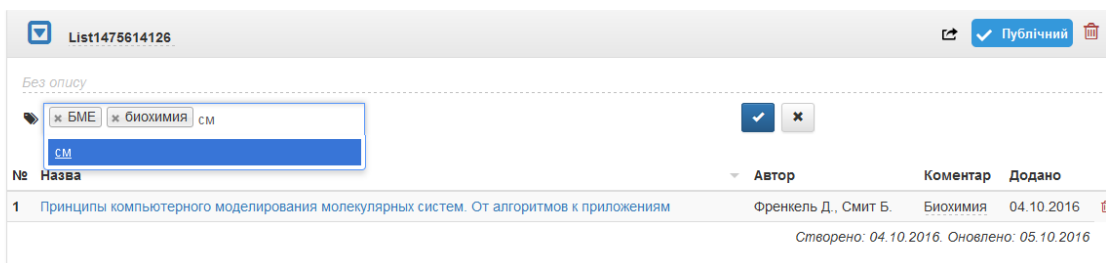 List1475614126 Публічний
Без опису
× БМЕ × биохимия см
см
№ Назва Автор Коментар Додано
1 Принципы компьютерного моделирования молекулярных систем. От алгоритмов к приложениям Френкель Д., Смит Б. Биохимия 04.10.2016
Створено: 04.10.2016. Оновлено: 05.10.2016